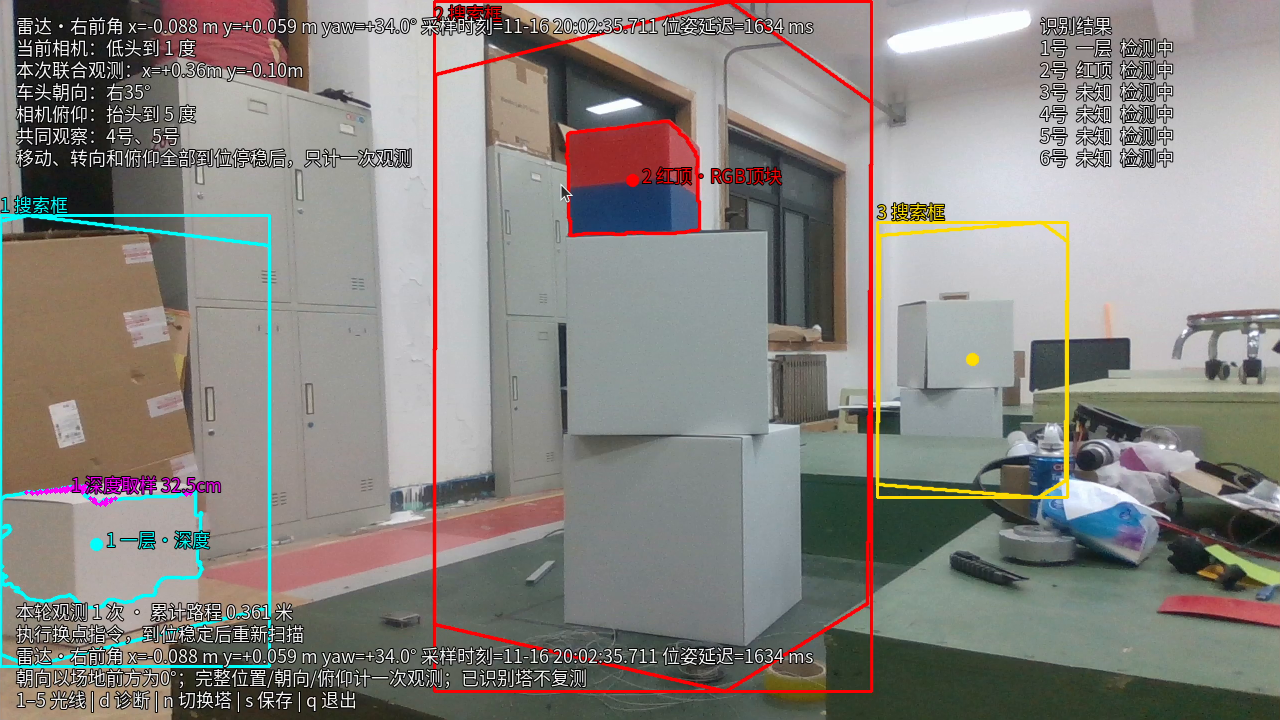 雷达·右前角 x=-0.088 m y=+0.059 m yaw=+34.0° 采样时刻=11-16 20:02:35.711 位姿延迟=1634 ms
当前相机：低头到 1 度
本次联合观测：x=+0.36m y=-0.10m
车头朝向：右35°
相机俯仰：抬头到 5 度
共同观察：4号、5号
移动、转向和俯仰全部到位停稳后，只计一次观测
识别结果
1号 一层 检测中
2号 红顶 检测中
3号 未知 检测中
4号 未知 检测中
5号 未知 检测中
6号 未知 检测中
2 搜索框
2 红顶·RGB顶块
1 搜索框
3 搜索框
1 深度取样 32.5cm
1 一层·深度
本轮观测 1 次 · 累计路程 0.361 米
执行换点指令，到位稳定后重新扫描
雷达·右前角 x=-0.088 m y=+0.059 m yaw=+34.0° 采样时刻=11-16 20:02:35.711 位姿延迟=1634 ms
朝向以场地前方为0°；完整位置/朝向/俯仰计一次观测；已识别塔不复测
1-5 光线 | d 诊断 | n 切换塔 | s 保存 | q 退出